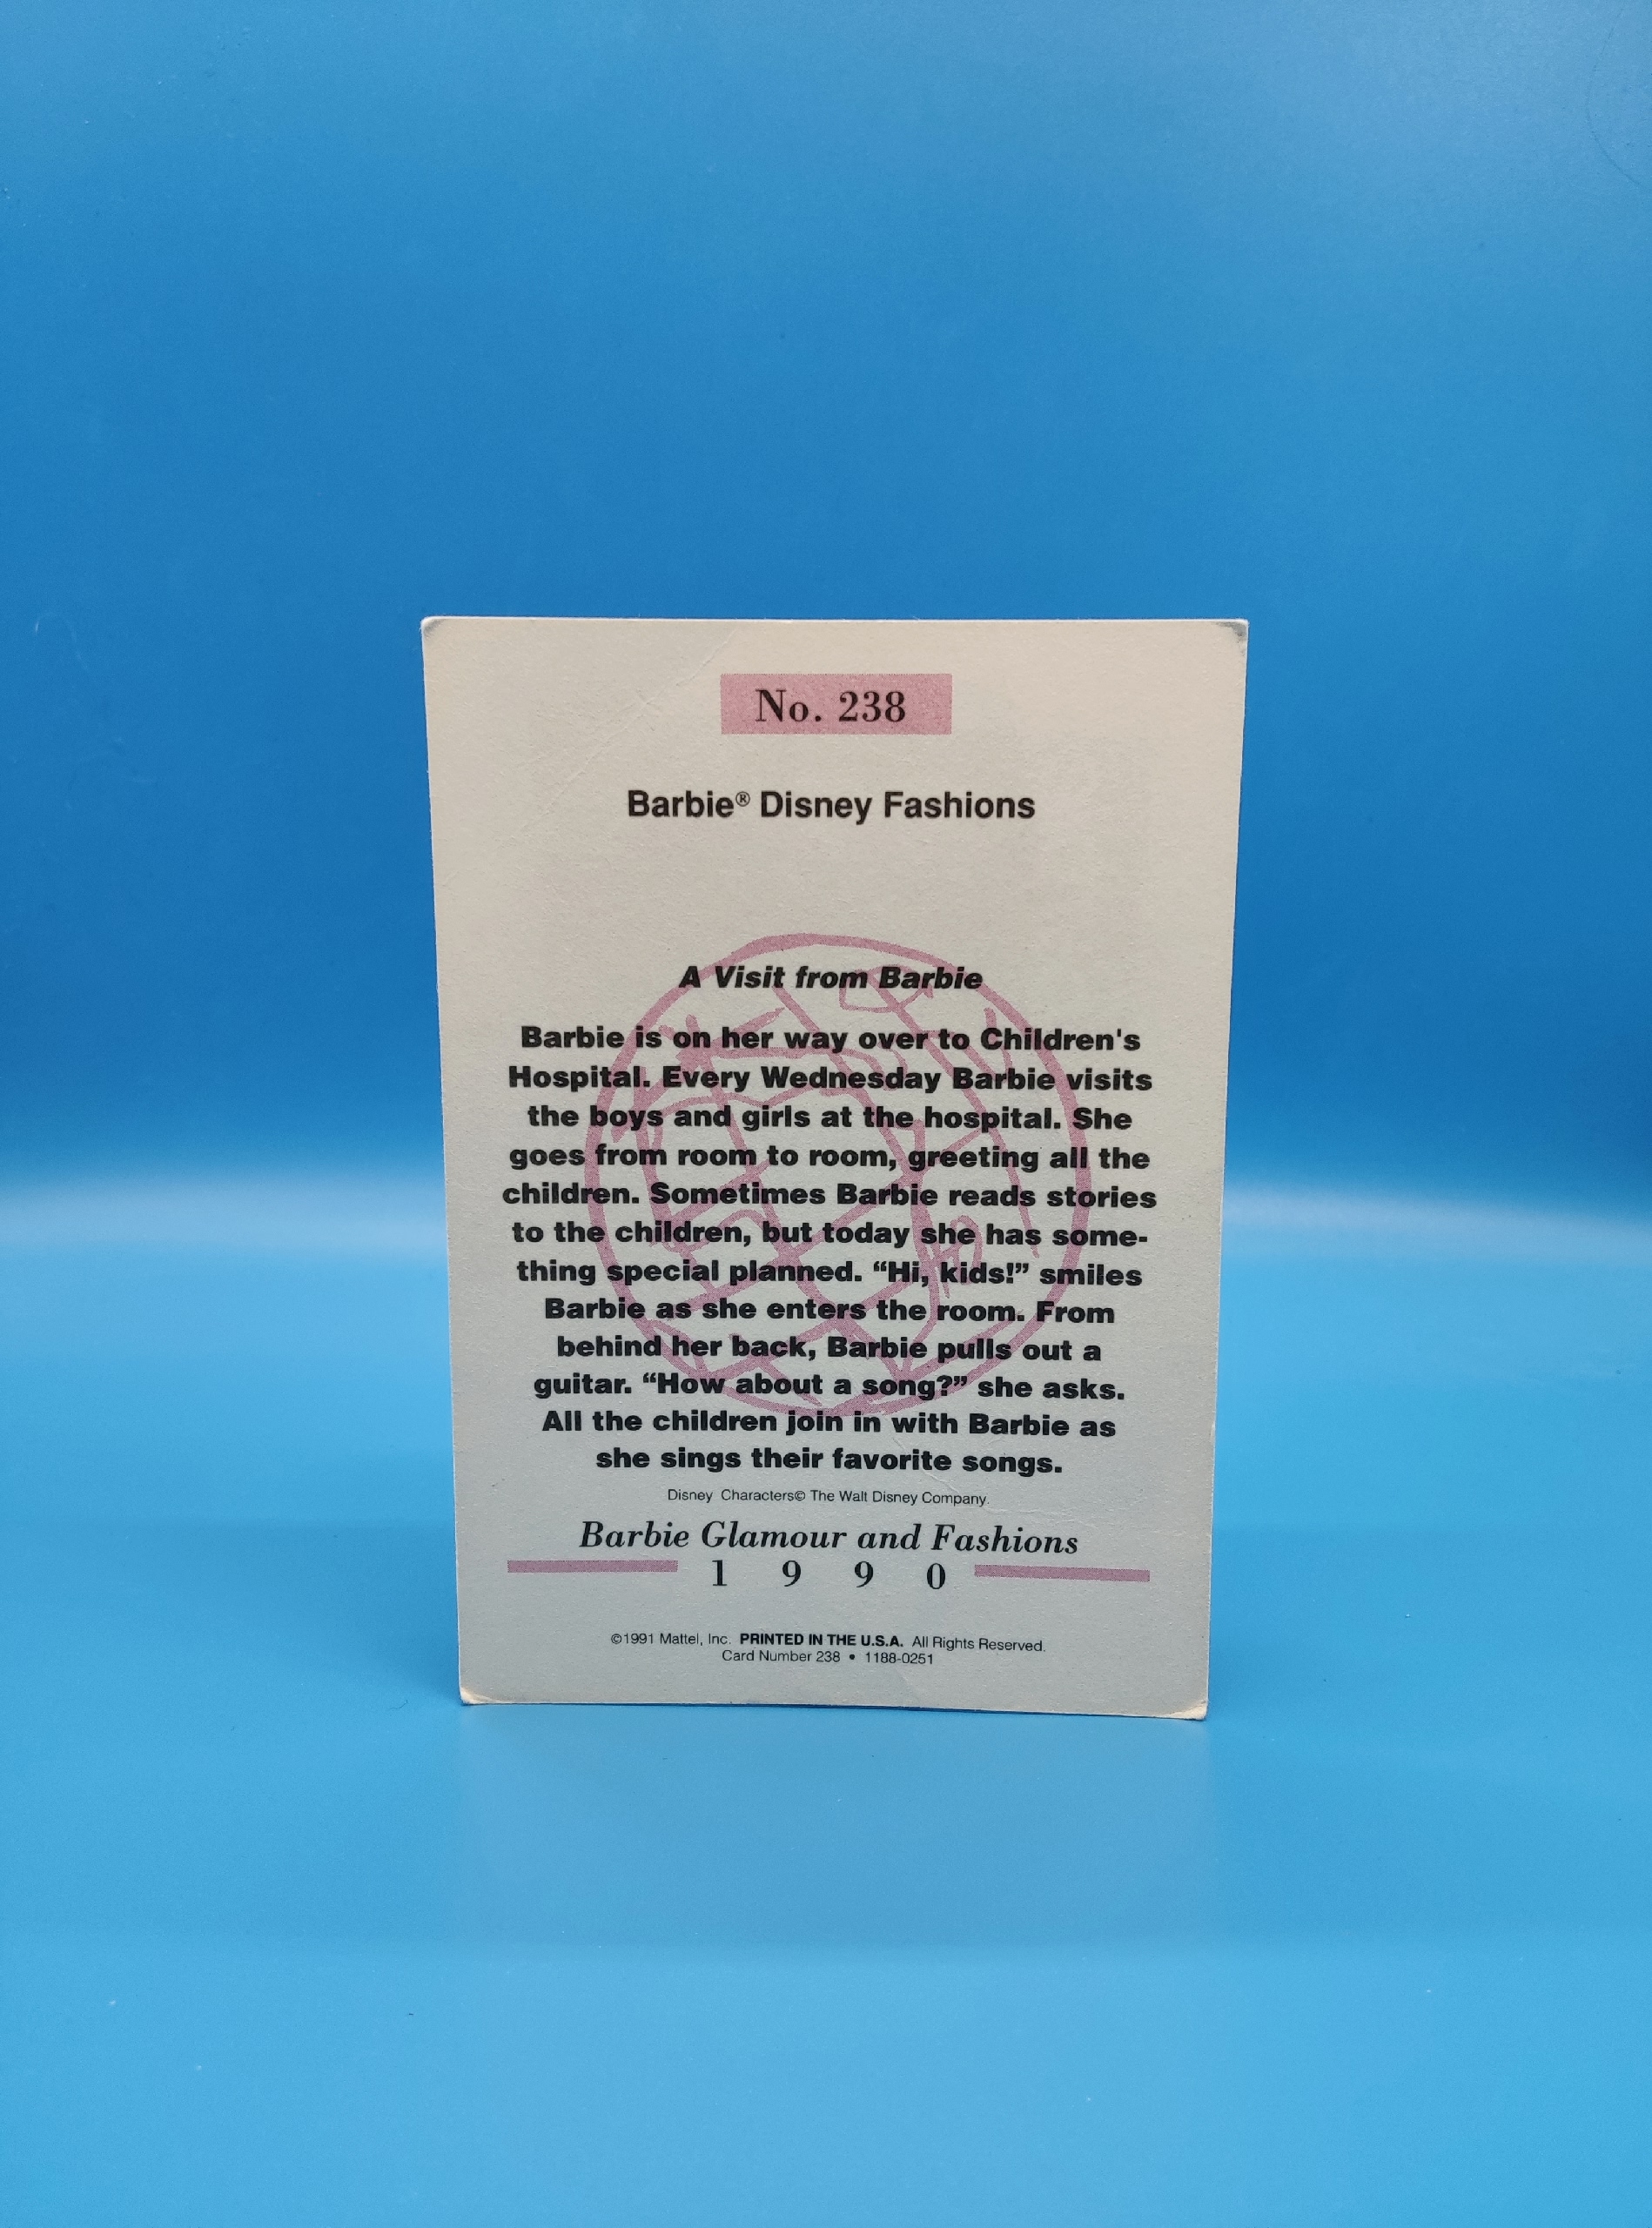 No. 238
Barbie® Disney Fashions
A Visit from Barbie
Barbie is on her way over to Children's
Hospital. Every Wednesday Barbie visits
the boys and girls at the hospital. She
goes from room to room, greeting all the
children. Sometimes Barbie reads stories
to the children, but today she has some-
thing special planned. “Hi, kids!” smiles
Barbie as she enters the room. From
behind her back, Barbie pulls out a
guitar. “How about a song?” she asks.
All the children join in with Barbie as
she sings their favorite songs.
Disney Characters© The Walt Disney Company.
Barbie Glamour and Fashions
1 9 9 0
©1991 Mattel, Inc. PRINTED IN THE U.S.A. All Rights Reserved.
Card Number 238 • 1188-0251